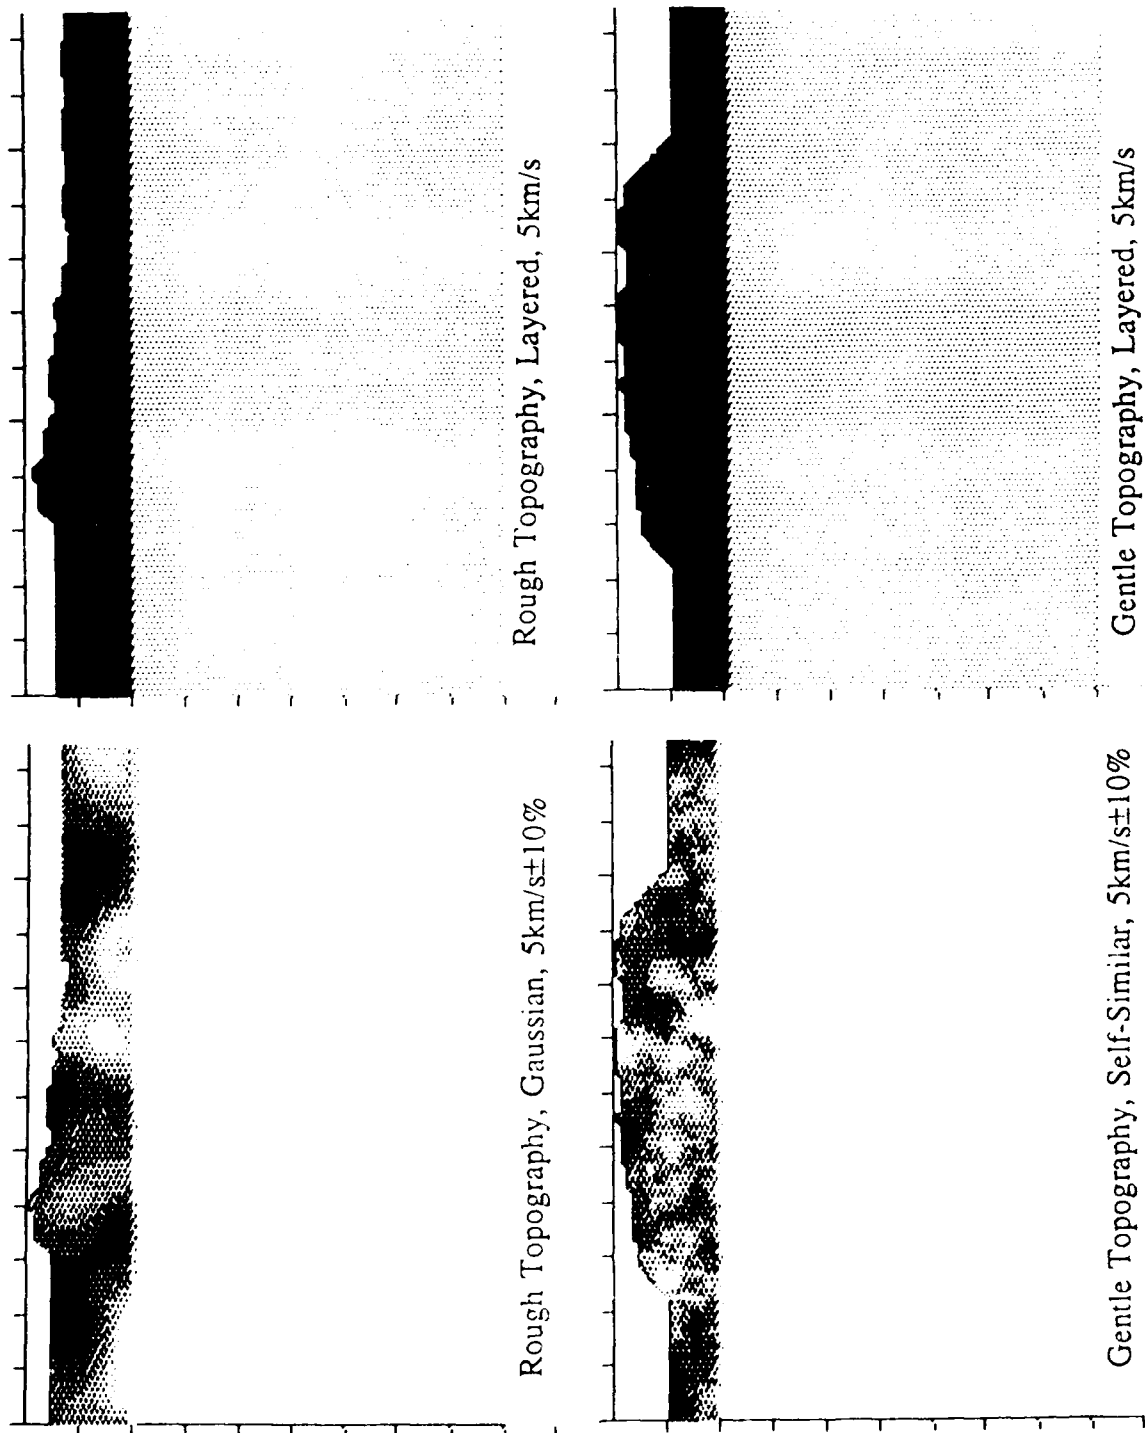 Rough Topography, Layered, 5km/s
Gentle Topography, Layered, 5km/s
Rough Topography, Gaussian, 5km/s±10%
Gentle Topography, Self-Similar, 5km/s±10%